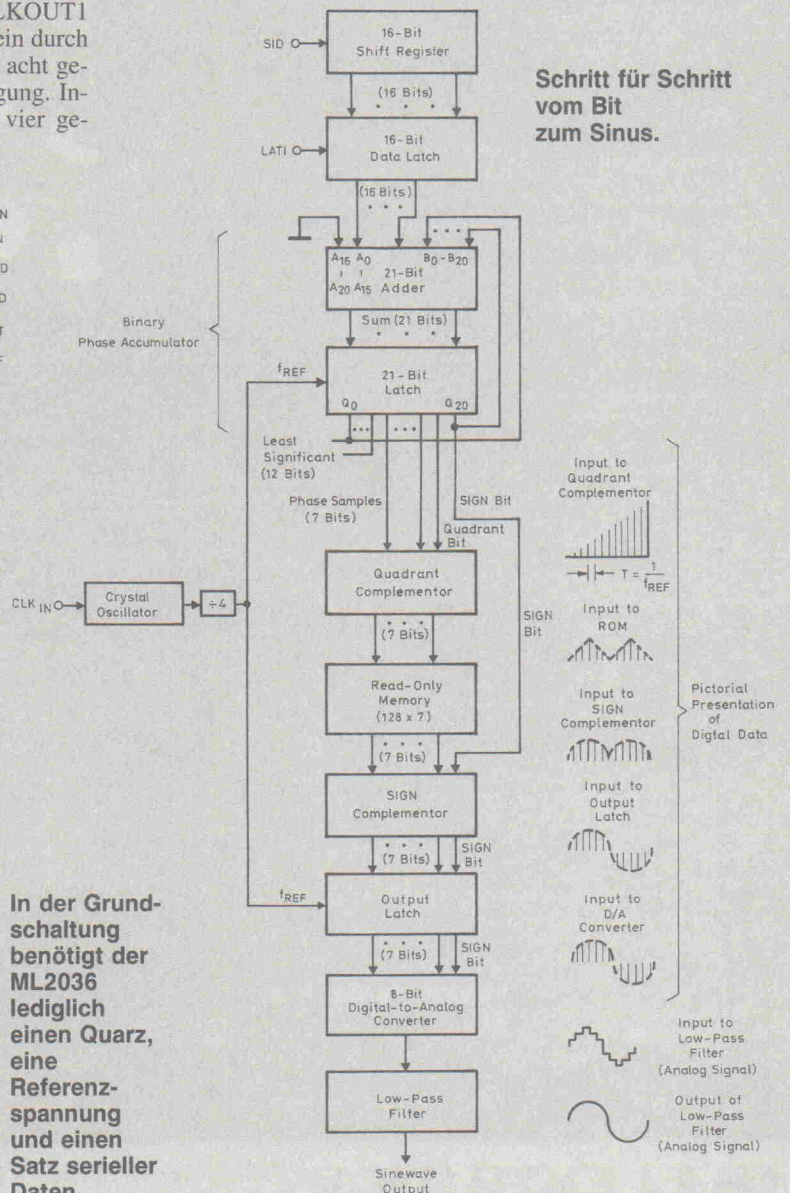 LKOUT1
ein durch
acht ge-
gung. In-
vier ge-
N
N
D
D
T
F
Schritt für Schritt
vom Bit
zum Sinus.
SID
16-Bit
Shift Register
(16 Bits)
LATI
16-Bit
Data Latch
(16 Bits)
A16 A0
B0-B20
21-Bit
Adder
A20 A15
Sum (21 Bits)
Binary
Phase Accumulator
fREF
21-Bit
Latch
Q0
Q20
Least
Significant
(12 Bits)
Phase Samples
(7 Bits)
SIGN Bit
Quadrant
Bit
CLK IN
Crystal
Oscillator
÷4
Quadrant
Complementor
(7 Bits)
SIGN
Bit
Read-Only
Memory
(128 x 7)
(7 Bits)
SIGN
Complementor
(7 Bits)
SIGN
Bit
fREF
Output
Latch
(7 Bits)
SIGN
Bit
8-Bit
Digital-to-Analog
Converter
Low-Pass
Filter
Sinewave
Output
Input to
Quadrant
Complementor
T = 1
fREF
Input to
ROM
Input to
SIGN
Complementor
Input to
Output
Latch
Input to
D/A
Converter
Pictorial
Presentation
of
Digtal Data
Input to
Low-Pass
Filter
(Analog Signal)
Output of
Low-Pass
Filter
(Analog Signal)
In der Grund-
schaltung
benötigt der
ML2036
lediglich
einen Quarz,
eine
Referenz-
spannung
und einen
Satz serieller
Daten